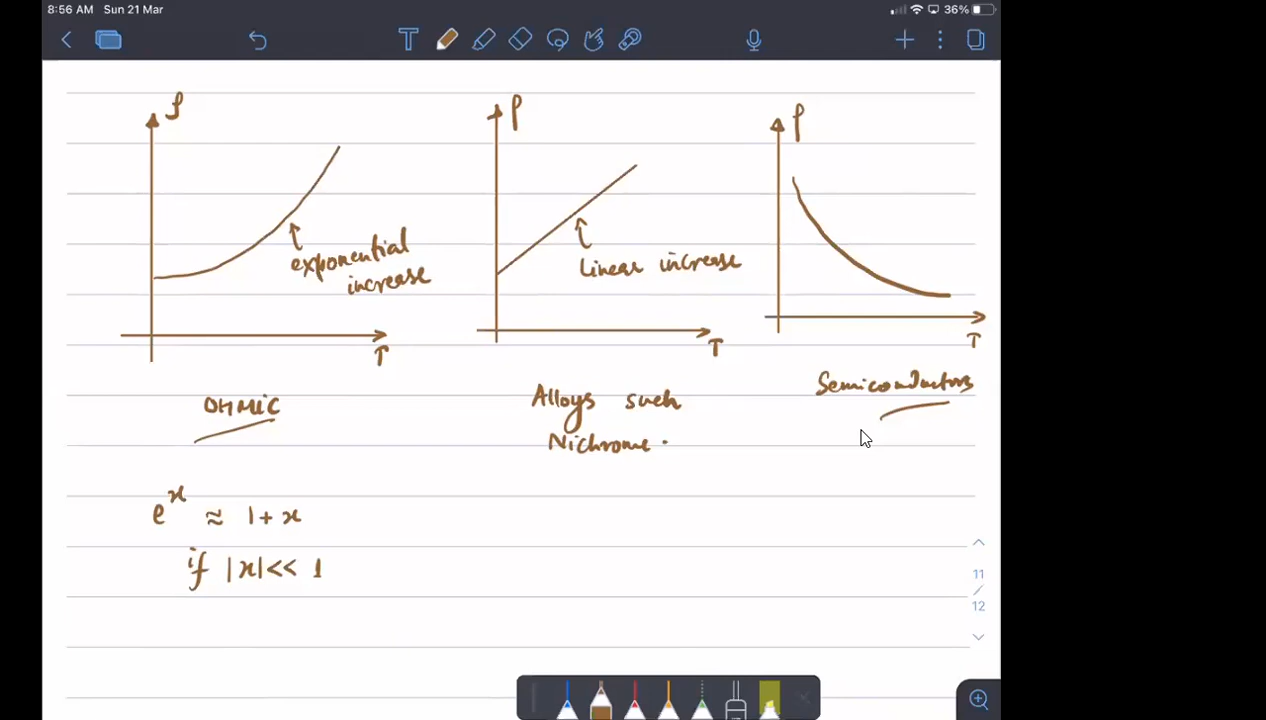 8:56 AM Sun 21 Mar
36%
T
ρ
ρ
ρ
exponential
increase
Linear increase
T
T
T
OHMIC
Alloys such
Nichrome.
Semiconductors
e^x ≈ 1 + x
if |x| << 1
11
/
12